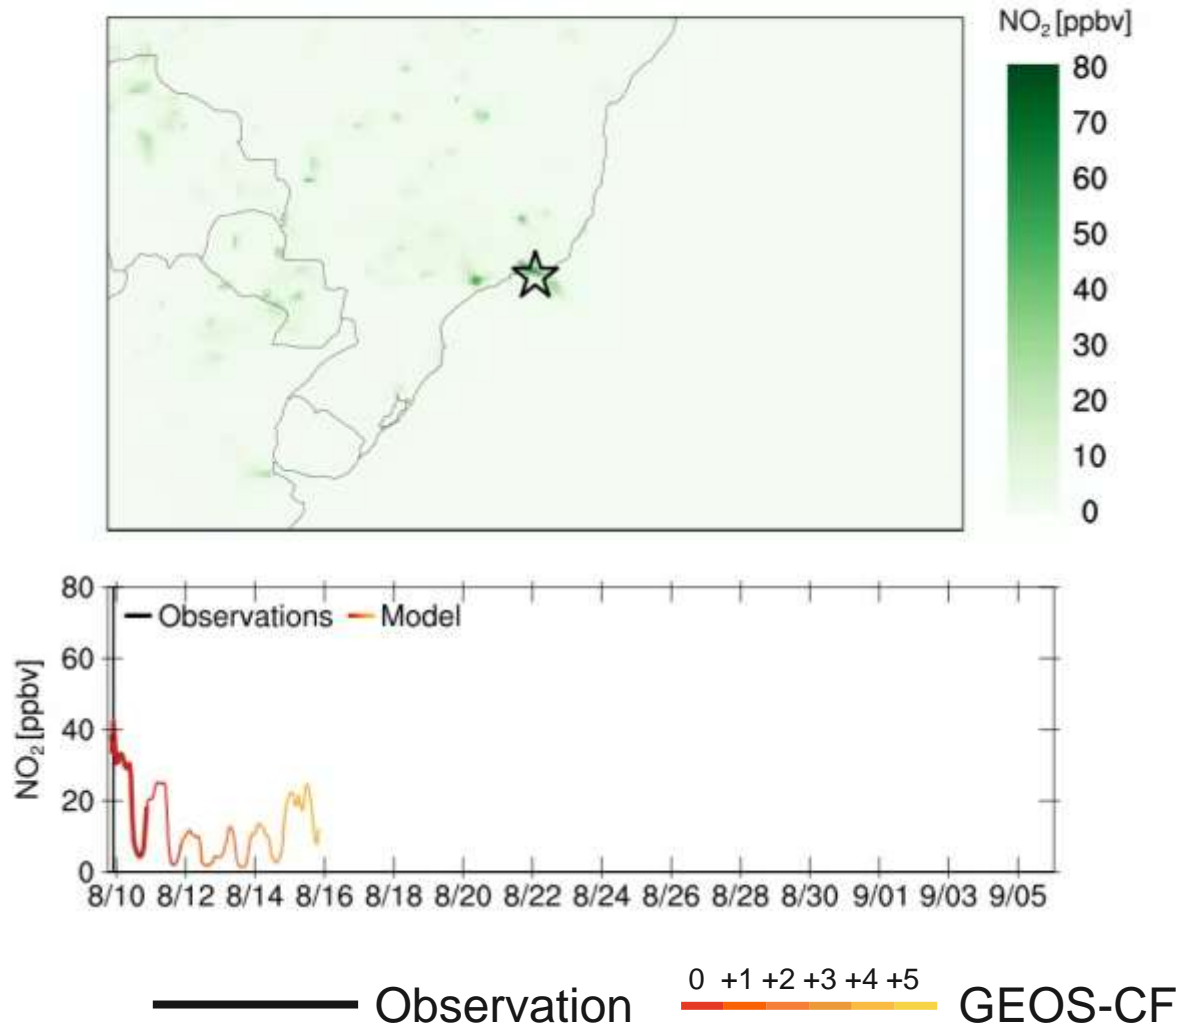 NO₂ [ppbv]
80
70
60
50
40
30
20
10
0
80
60
40
20
0
NO₂ [ppbv]
Observations Model
8/10 8/12 8/14 8/16 8/18 8/20 8/22 8/24 8/26 8/28 8/30 9/01 9/03 9/05
0 +1 +2 +3 +4 +5
Observation GEOS-CF